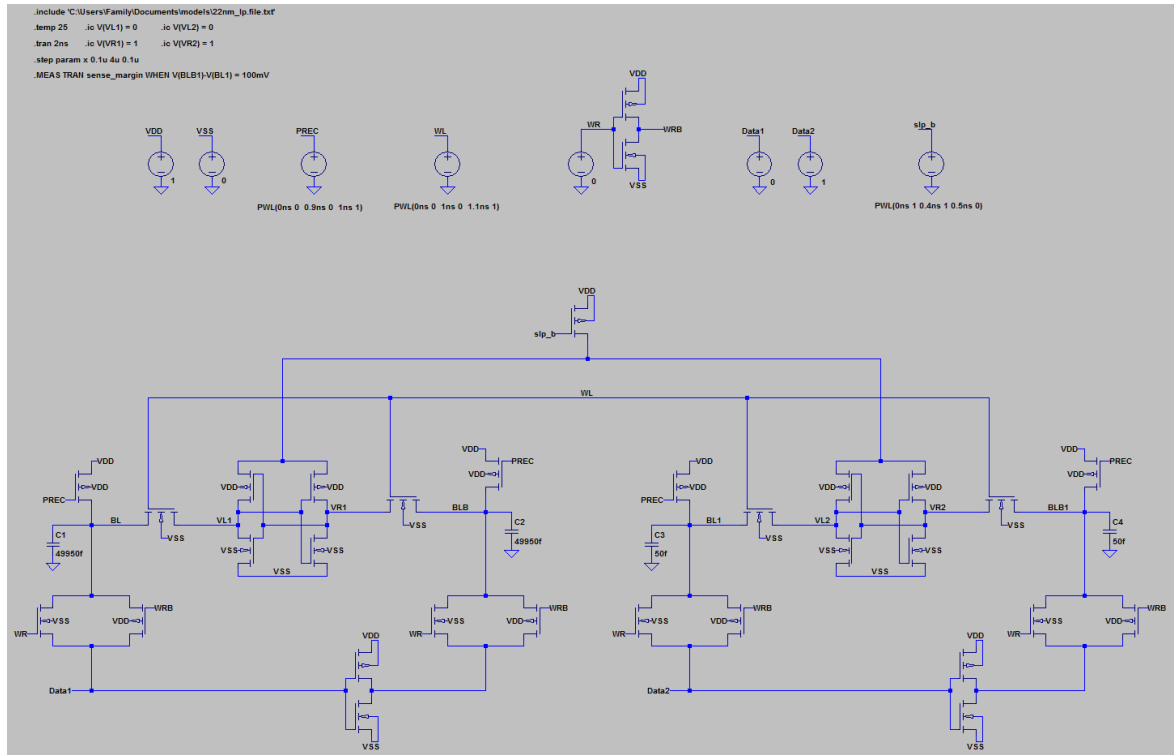 .include 'C:\Users\Family\Documents\models\22nm_lp.file.txt'
.temp 25 .ic V(VL1) = 0 .ic V(VL2) = 0
.tran 2ns .ic V(VR1) = 1 .ic V(VR2) = 1
.step param x 0.1u 4u 0.1u
.MEAS TRAN sense_margin WHEN V(BLB1)-V(BL1) = 100mV
VDD
VDD VSS PREC WL WR WRB Data1 Data2 slp_b
1 0 0 0 1
VSS
PWL(0ns 0 0.9ns 0 1ns 1) PWL(0ns 0 1ns 0 1.1ns 1) PWL(0ns 1 0.4ns 1 0.5ns 0)
VDD
slp_b
WL
VDD VDD VDD VDD
PREC PREC
VDD VDD VDD VDD VDD VDD VDD VDD
PREC PREC
BL VL1 VR1 BLB BL1 VL2 VR2 BLB1
VSS VSS VSS VSS
C1 C2 C3 C4
49950f 49950f 50f 50f
VSS VSS VSS VSS
VSS VSS
WRB WRB
VSS VDD VSS VDD VSS VDD VSS VDD
WR WR WR WR
WRB WRB
VDD VDD
Data1 Data2
VSS VSS